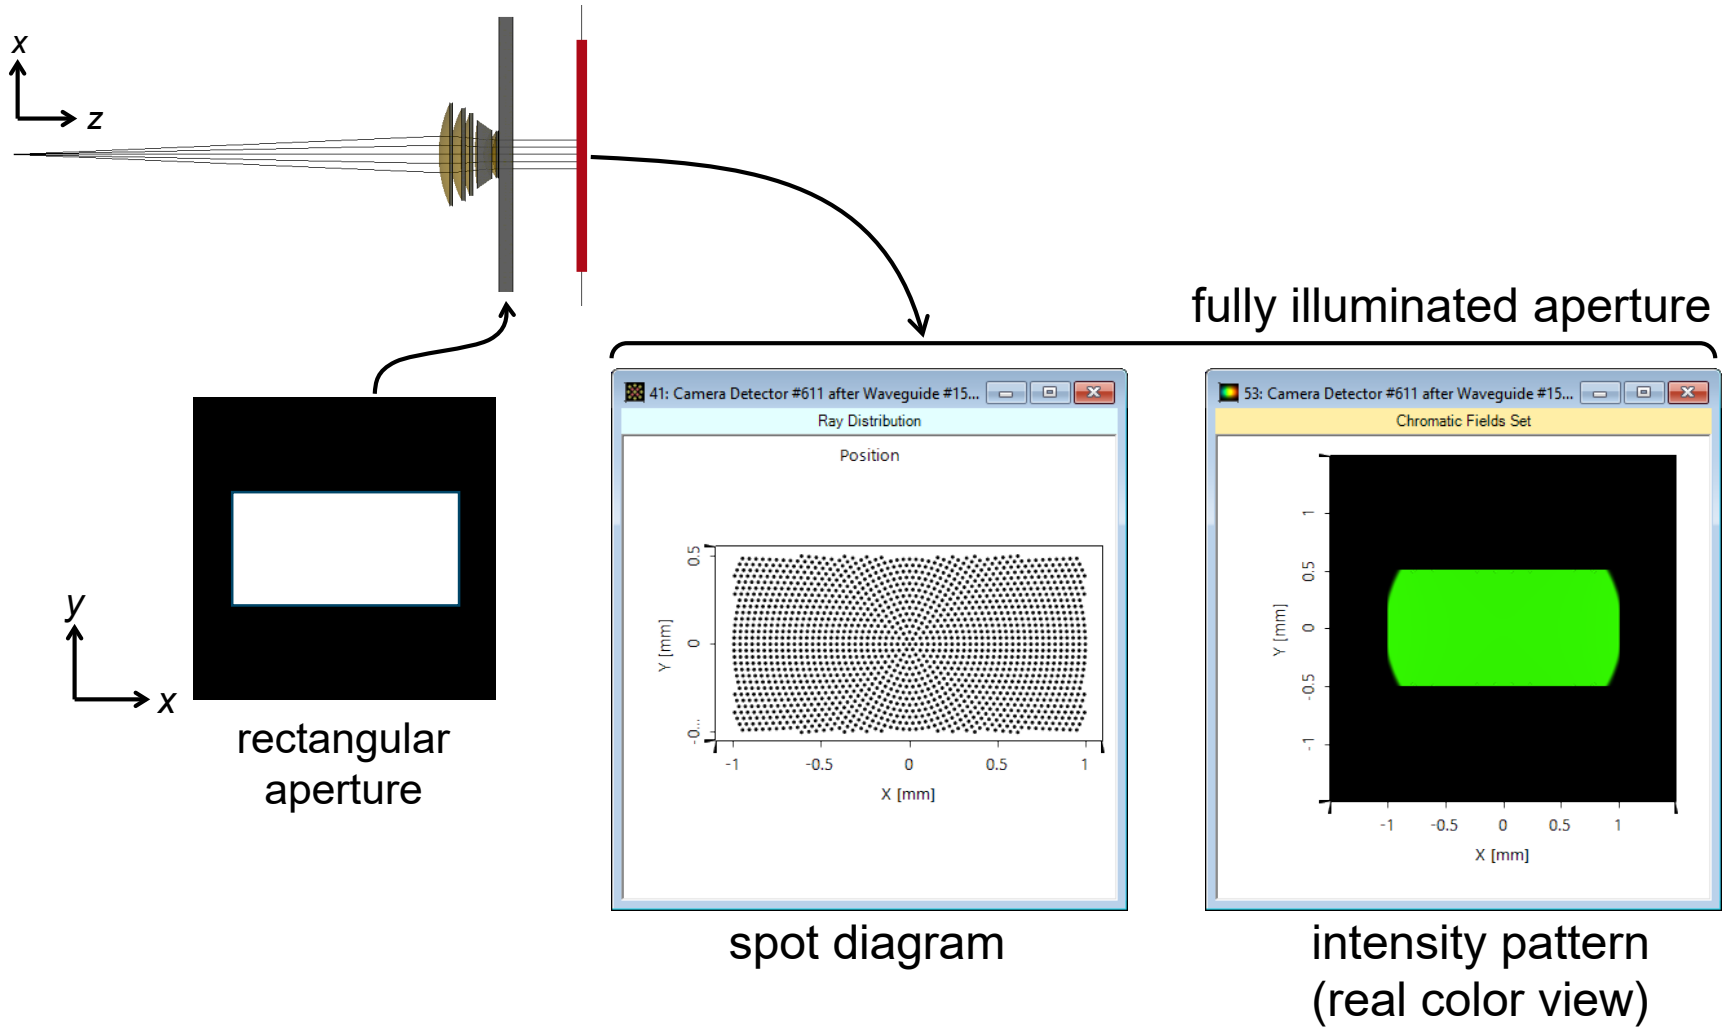 x
z
fully illuminated aperture
41: Camera Detector #611 after Waveguide #15...
Ray Distribution
Position
0.5
0
-0...
Y [mm]
-1
-0.5
0
0.5
1
X [mm]
53: Camera Detector #611 after Waveguide #15...
Chromatic Fields Set
1
0.5
0
-0.5
-1
Y [mm]
-1
-0.5
0
0.5
1
X [mm]
y
x
rectangular
aperture
spot diagram
intensity pattern
(real color view)